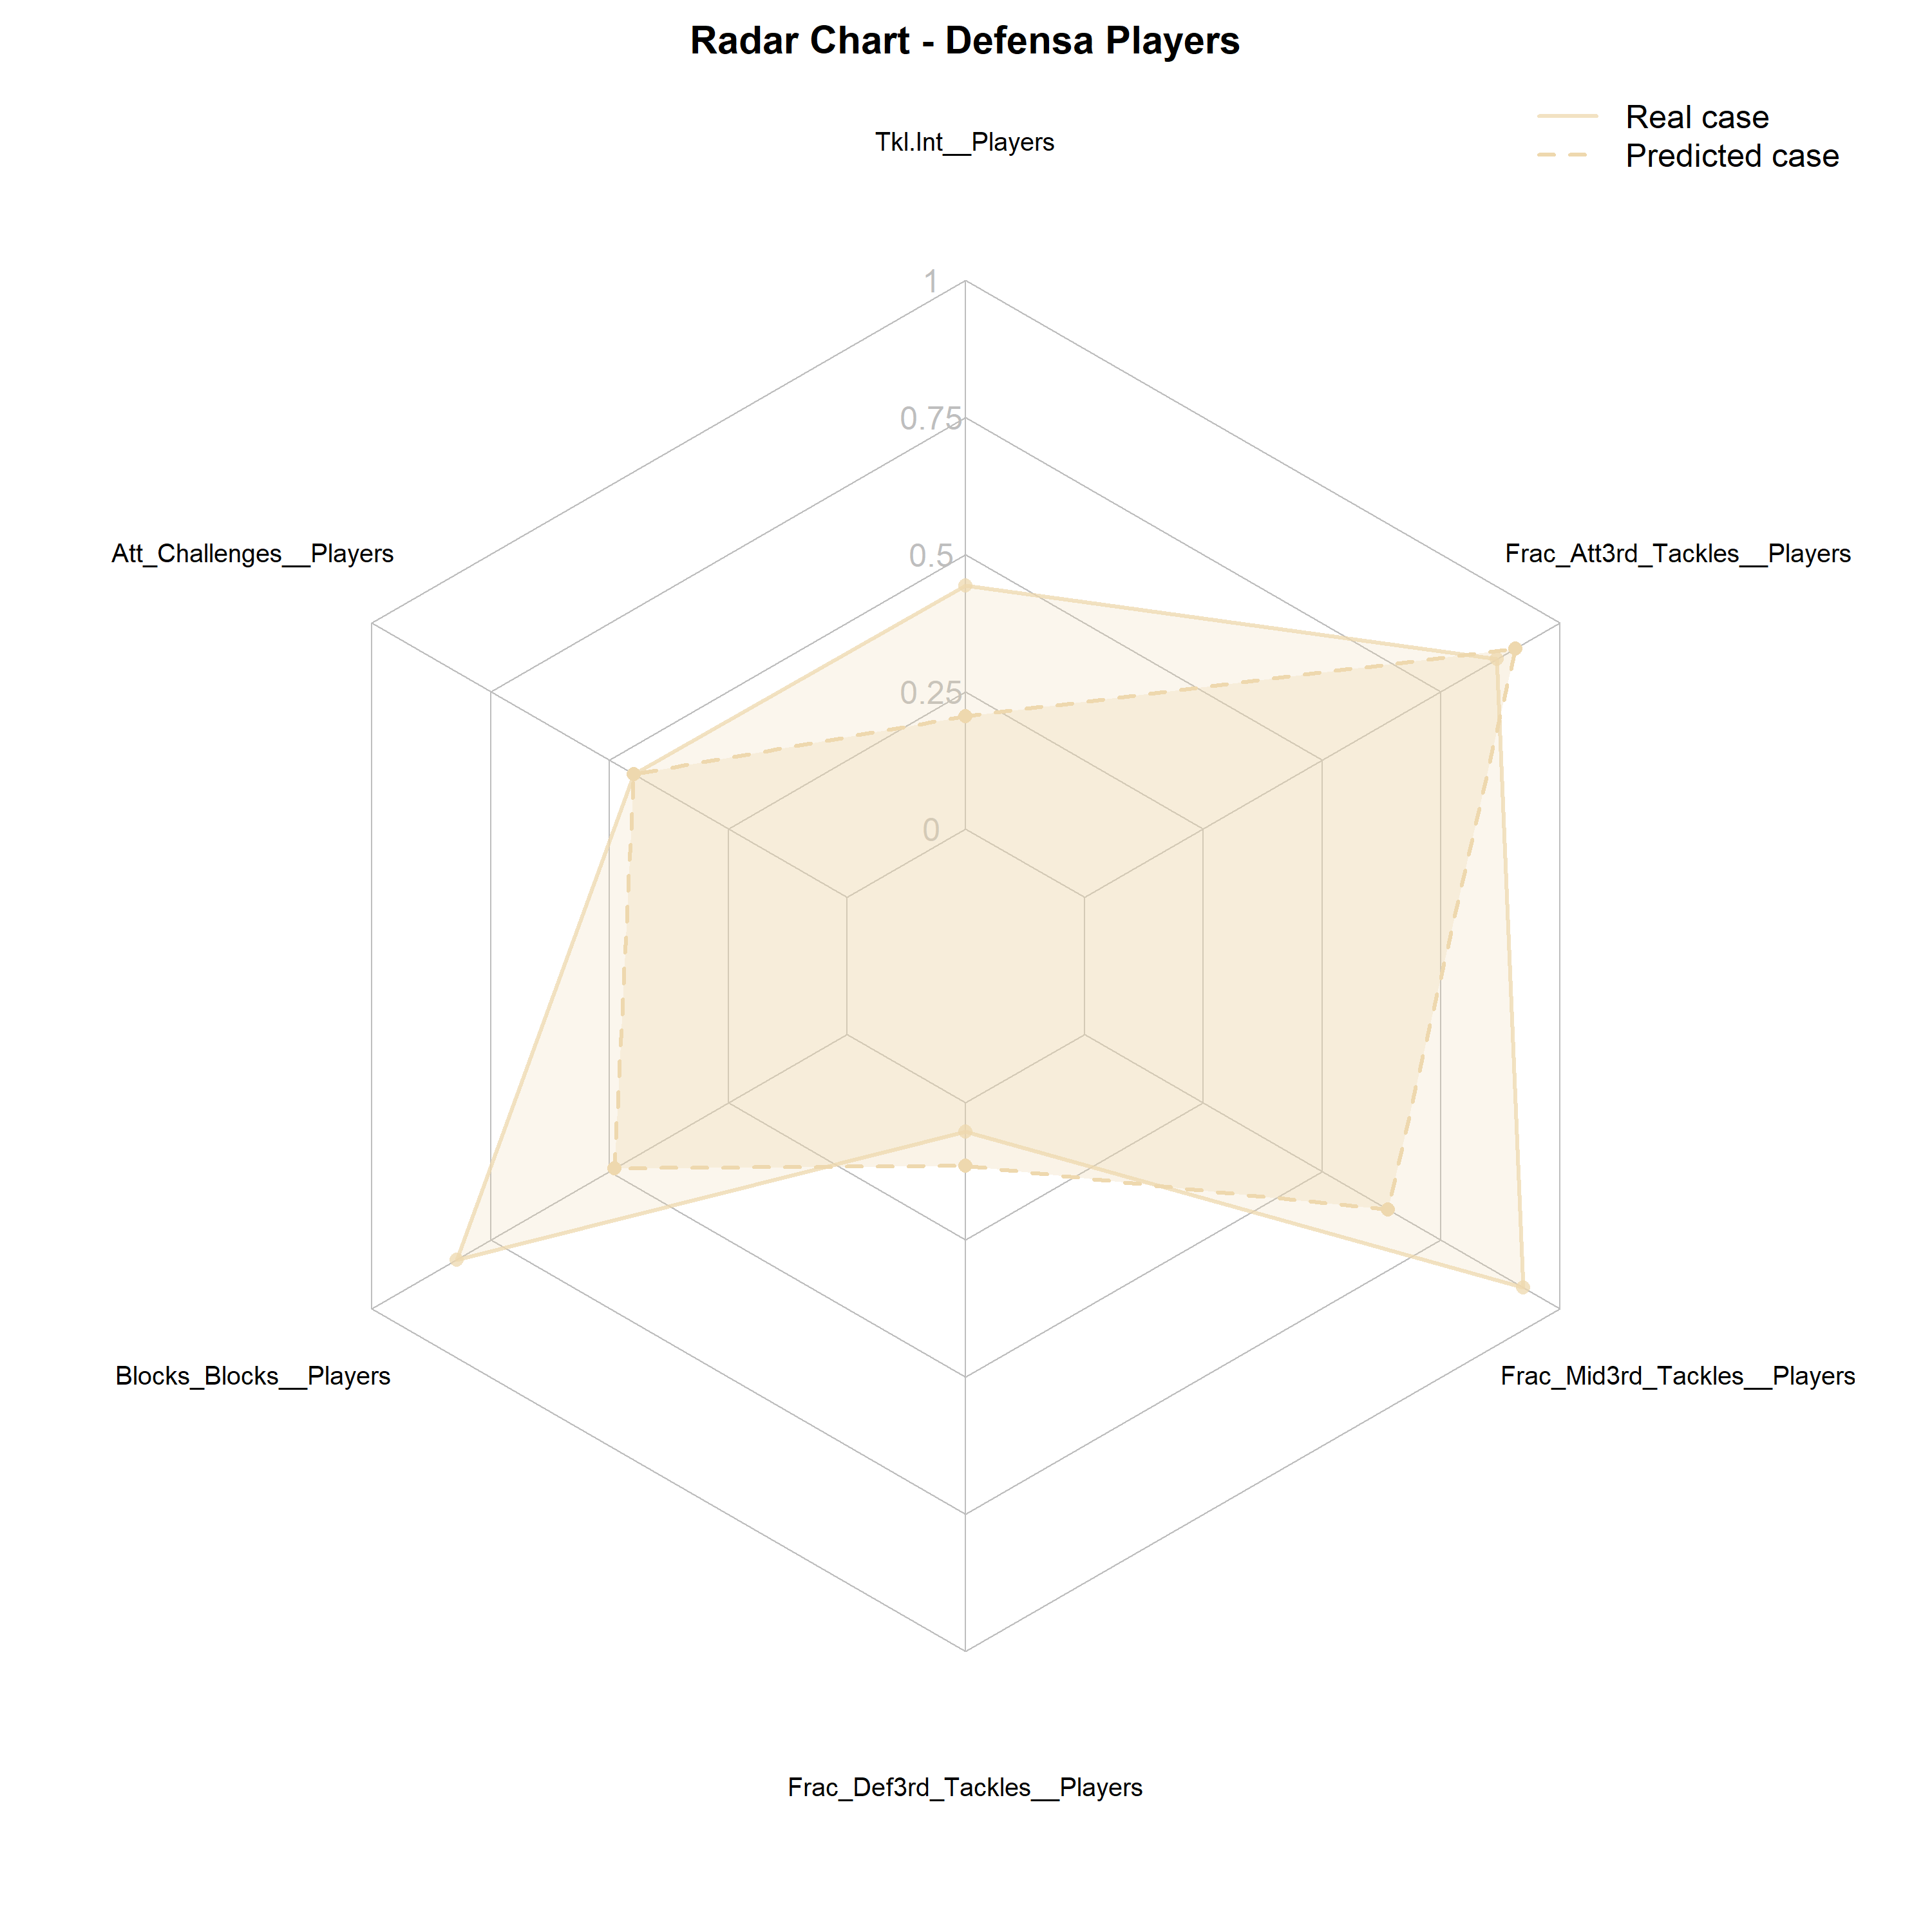 Radar Chart - Defensa Players
Real case
Predicted case
Tkl.Int__Players
1
0.75
0.5
0.25
0
Att_Challenges__Players
Frac_Att3rd_Tackles__Players
Blocks_Blocks__Players
Frac_Mid3rd_Tackles__Players
Frac_Def3rd_Tackles__Players